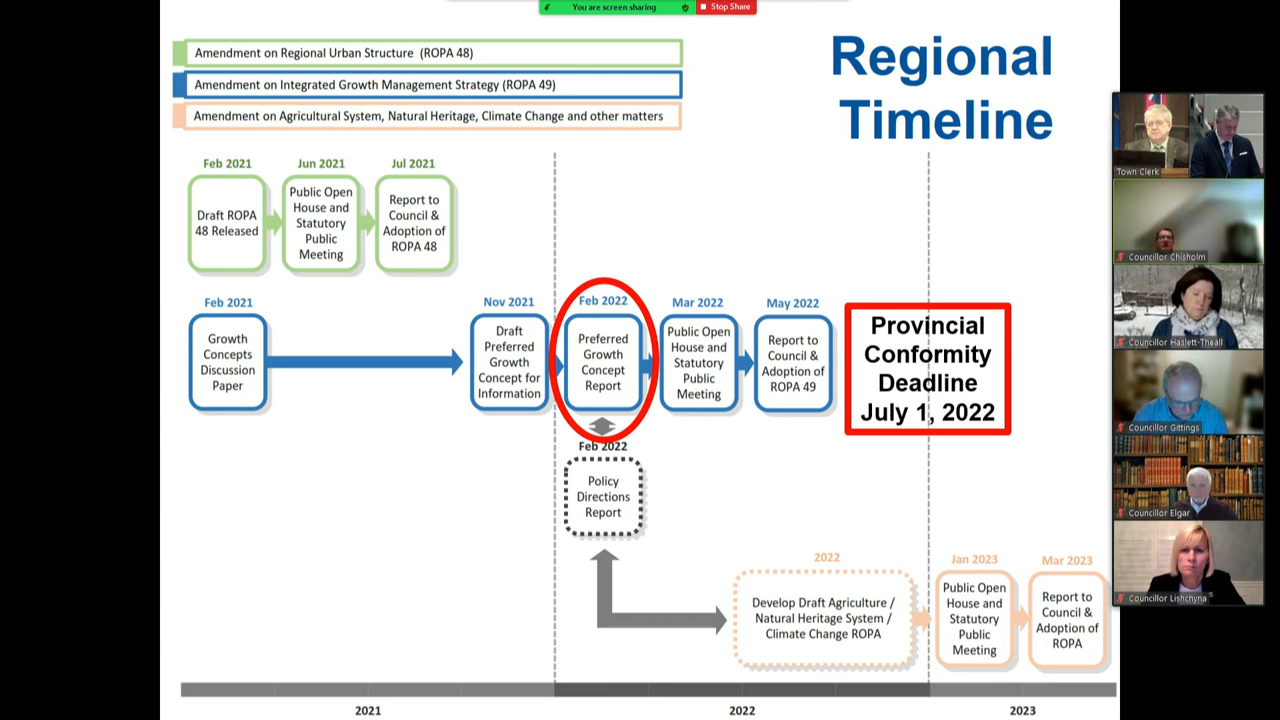 You are screen sharing
Stop Share
Regional
Timeline
Amendment on Regional Urban Structure (ROPA 48)
Amendment on Integrated Growth Management Strategy (ROPA 49)
Amendment on Agricultural System, Natural Heritage, Climate Change and other matters
Feb 2021
Draft ROPA
48 Released
Jun 2021
Public Open
House and
Statutory
Public
Meeting
Jul 2021
Report to
Council &
Adoption of
ROPA 48
Feb 2021
Growth
Concepts
Discussion
Paper
Nov 2021
Draft
Preferred
Growth
Concept for
Information
Feb 2022
Preferred
Growth
Concept
Report
Mar 2022
Public Open
House and
Statutory
Public
Meeting
May 2022
Report to
Council &
Adoption of
ROPA 49
Provincial
Conformity
Deadline
July 1, 2022
Feb 2022
Policy
Directions
Report
2022
Develop Draft Agriculture /
Natural Heritage System /
Climate Change ROPA
Jan 2023
Public Open
House and
Statutory
Public
Meeting
Mar 2023
Report to
Council &
Adoption of
ROPA
2021
2022
2023
Town Clerk
Councillor Chisholm
Councillor Haslett-Theall
Councillor Gittings
Councillor Elgar
Councillor Lishchyna